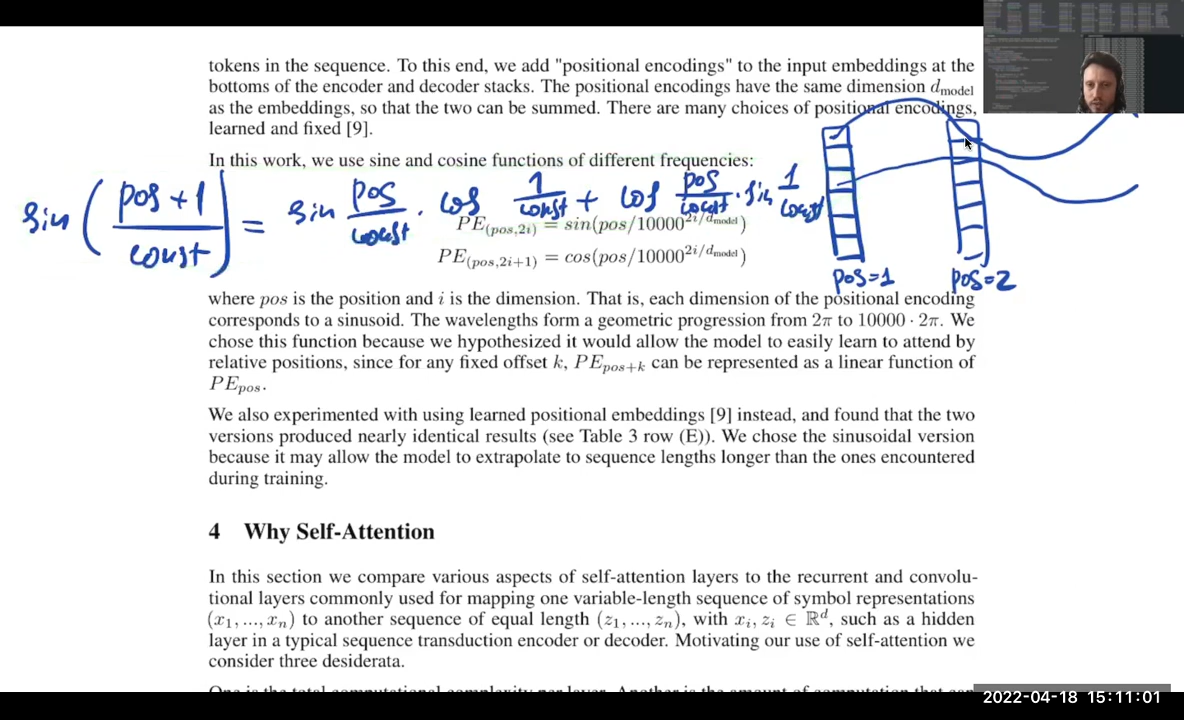 tokens in the sequence. To this end, we add "positional encodings" to the input embeddings at the
bottoms of the encoder and decoder stacks. The positional encodings have the same dimension d_model
as the embeddings, so that the two can be summed. There are many choices of positional encodings,
learned and fixed [9].
In this work, we use sine and cosine functions of different frequencies:
sin(pos+1/const) = sin pos/const · cos 1/const + cos pos/const · sin 1/const
PE_(pos,2i) = sin(pos/10000^{2i/d_model})
PE_(pos,2i+1) = cos(pos/10000^{2i/d_model})
pos=1 pos=2
where pos is the position and i is the dimension. That is, each dimension of the positional encoding
corresponds to a sinusoid. The wavelengths form a geometric progression from 2π to 10000 · 2π. We
chose this function because we hypothesized it would allow the model to easily learn to attend by
relative positions, since for any fixed offset k, PE_{pos+k} can be represented as a linear function of
PE_pos.
We also experimented with using learned positional embeddings [9] instead, and found that the two
versions produced nearly identical results (see Table 3 row (E)). We chose the sinusoidal version
because it may allow the model to extrapolate to sequence lengths longer than the ones encountered
during training.
4 Why Self-Attention
In this section we compare various aspects of self-attention layers to the recurrent and convolu-
tional layers commonly used for mapping one variable-length sequence of symbol representations
(x₁, ..., xₙ) to another sequence of equal length (z₁, ..., zₙ), with xᵢ, zᵢ ∈ ℝᵈ, such as a hidden
layer in a typical sequence transduction encoder or decoder. Motivating our use of self-attention we
consider three desiderata.
2022-04-18 15:11:01